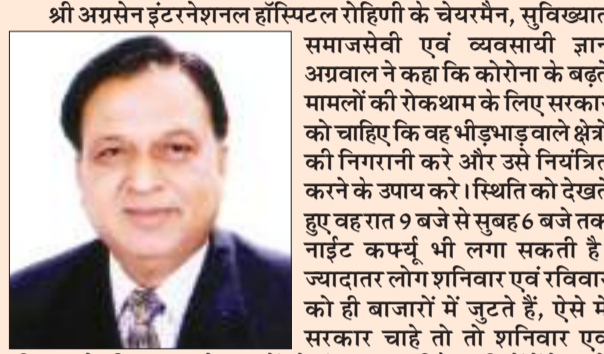 श्री अग्रसेन इंटरनेशनल हॉस्पिटल रोहिणी के चेयरमैन, सुविख्यात
समाजसेवी एवं व्यवसायी ज्ञान
अग्रवाल ने कहा कि कोरोना के बढ़ते
मामलों की रोकथाम के लिए सरकार
को चाहिए कि वह भीड़भाड़ वाले क्षेत्रों
की निगरानी करे और उसे नियंत्रित
करने के उपाय करे। स्थिति को देखते
हुए वह रात 9 बजे से सुबह 6 बजे तक
नाईट कर्फ्यू भी लगा सकती है
ज्यादातर लोग शनिवार एवं रविवार
को ही बाजारों में जुटते हैं, ऐसे में
सरकार चाहे तो तो शनिवार एवं